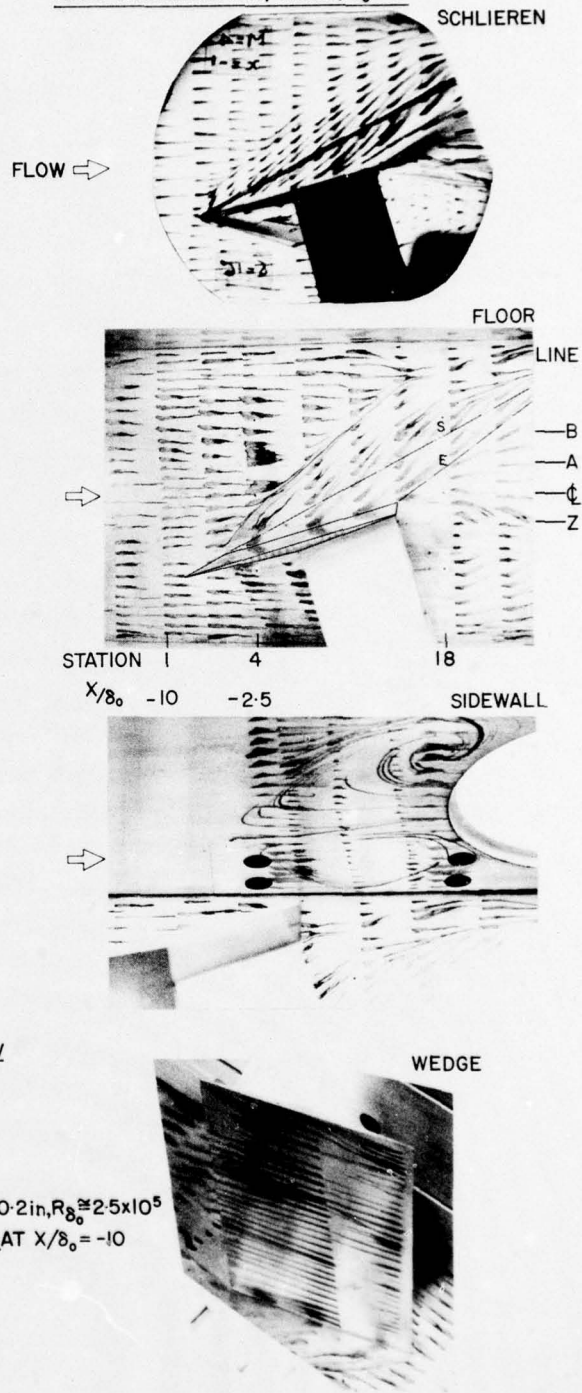 SCHLIEREN
FLOW
FLOOR
LINE
S
B
E
A
℄
Z
STATION 1 4 18
X/δ₀ -10 -2·5 SIDEWALL
WEDGE
0·2in, Rδ₀≅2·5x10⁵
AT X/δ₀ = -10